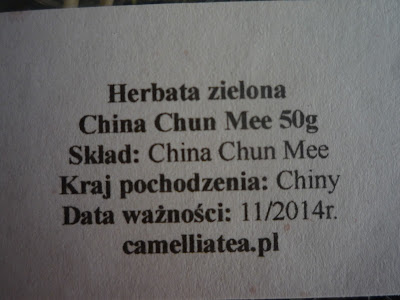 Herbata zielona
China Chun Mee 50g
Skład: China Chun Mee
Kraj pochodzenia: Chiny
Data ważności: 11/2014r.
camelliatea.pl